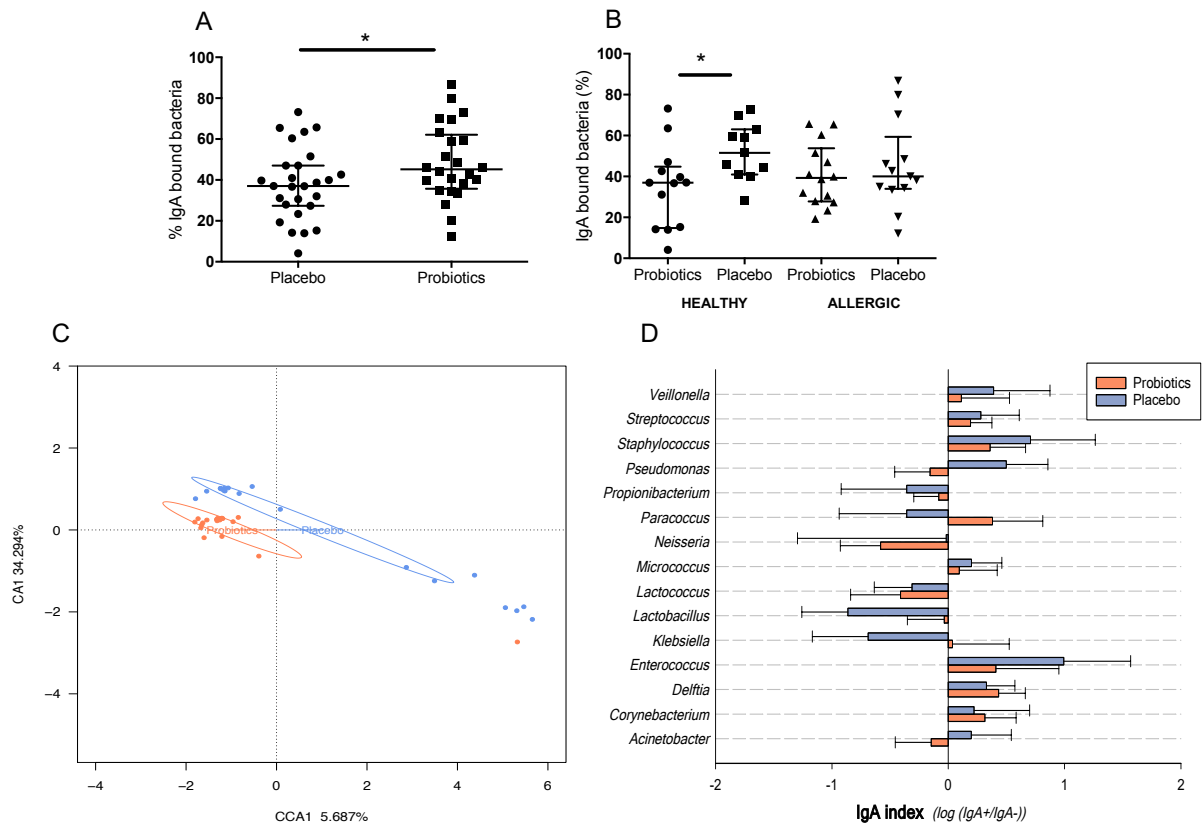 A
*
% IgA bound bacteria
100
80
60
40
20
0
Placebo
Probiotics
B
*
IgA bound bacteria (%)
100
80
60
40
20
0
Probiotics
Placebo
Probiotics
Placebo
HEALTHY
ALLERGIC
C
CA1 34.294%
4
2
0
−2
−4
Probiotics
Placebo
−4
−2
0
2
4
6
CCA1 5.687%
D
Probiotics
Placebo
Veillonella
Streptococcus
Staphylococcus
Pseudomonas
Propionibacterium
Paracoccus
Neisseria
Micrococcus
Lactococcus
Lactobacillus
Klebsiella
Enterococcus
Delftia
Corynebacterium
Acinetobacter
-2
-1
0
1
2
IgA index (log (IgA+/IgA-))